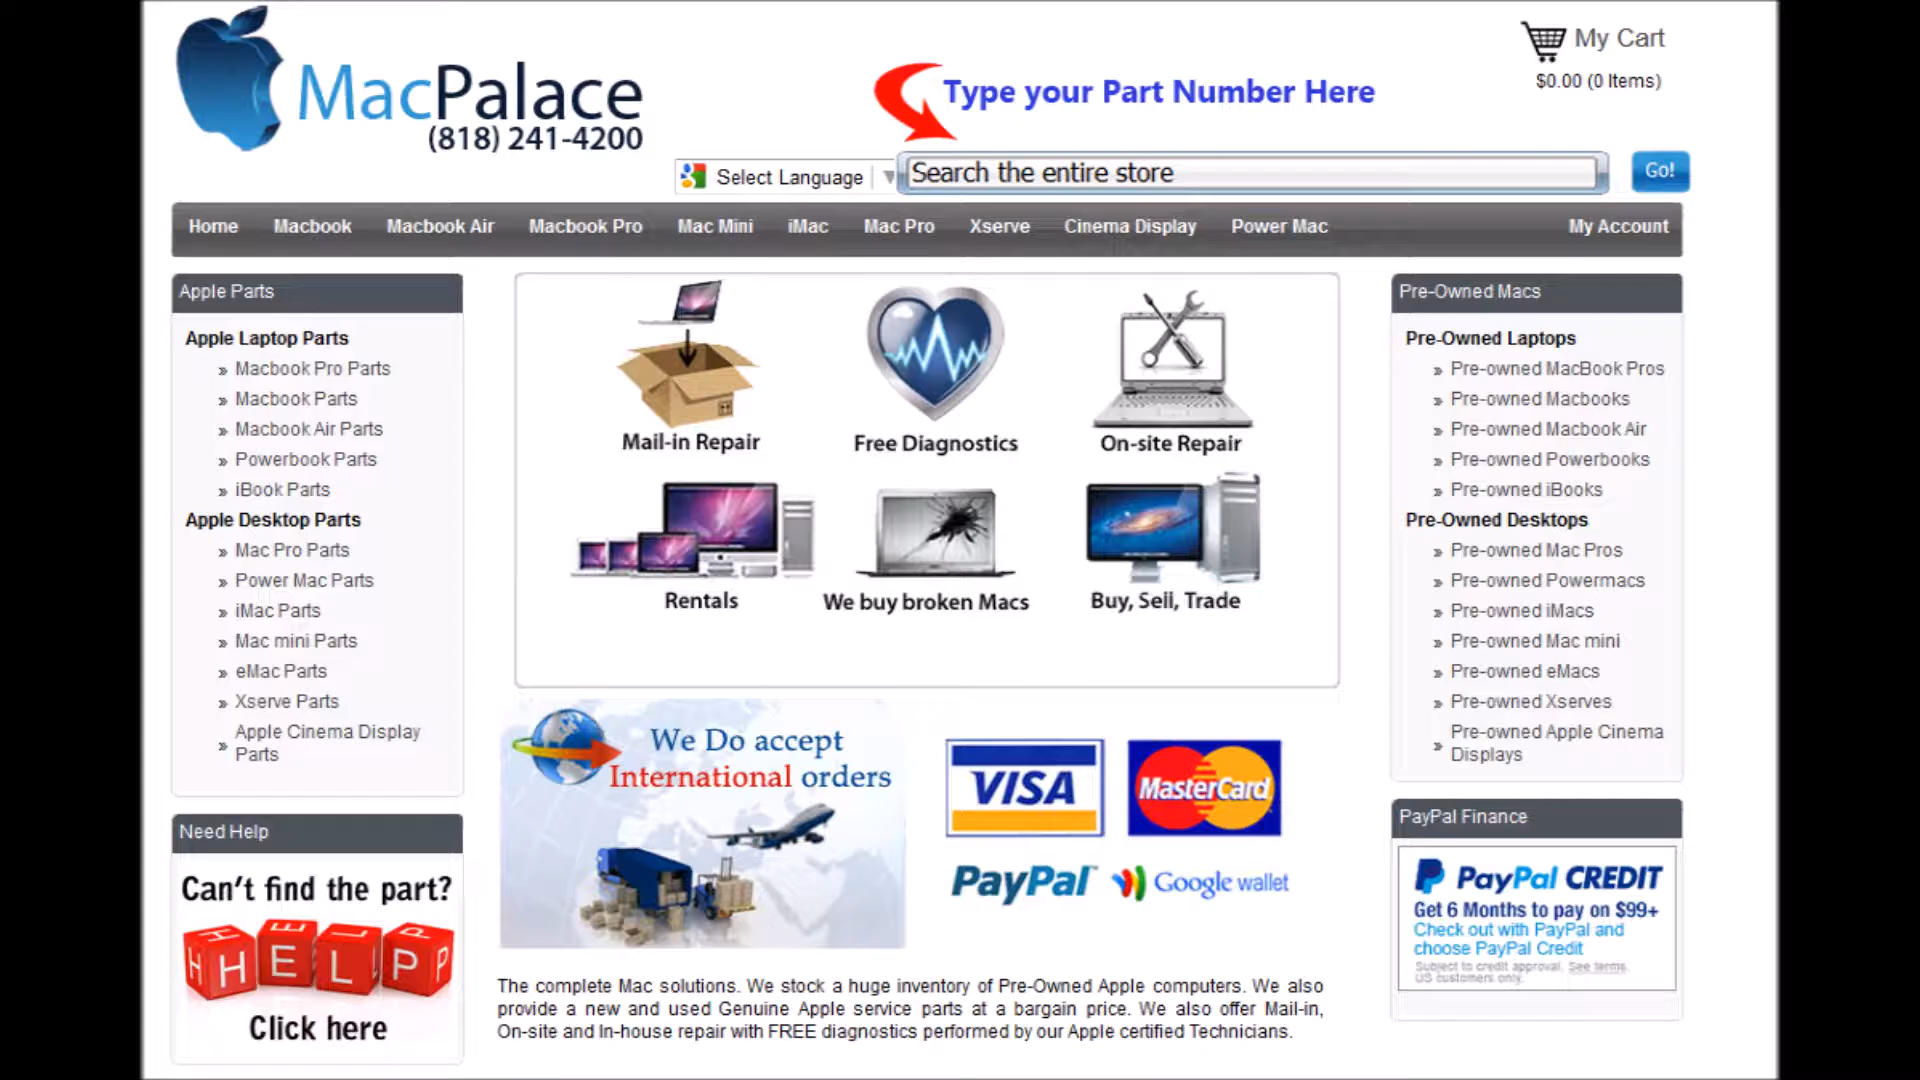 MacPalace
(818) 241-4200
Type your Part Number Here
My Cart
$0.00 (0 Items)
Select Language
Search the entire store
Go!
Home Macbook Macbook Air Macbook Pro Mac Mini iMac Mac Pro Xserve Cinema Display Power Mac My Account
Apple Parts
Apple Laptop Parts
» Macbook Pro Parts
» Macbook Parts
» Macbook Air Parts
» Powerbook Parts
» iBook Parts
Apple Desktop Parts
» Mac Pro Parts
» Power Mac Parts
» iMac Parts
» Mac mini Parts
» eMac Parts
» Xserve Parts
» Apple Cinema Display
Parts
Need Help
Can't find the part?
HELP
Click here
Mail-in Repair
Free Diagnostics
On-site Repair
Rentals
We buy broken Macs
Buy, Sell, Trade
We Do accept
International orders
VISA
MasterCard
PayPal
Google wallet
The complete Mac solutions. We stock a huge inventory of Pre-Owned Apple computers. We also
provide a new and used Genuine Apple service parts at a bargain price. We also offer Mail-in,
On-site and In-house repair with FREE diagnostics performed by our Apple certified Technicians.
Pre-Owned Macs
Pre-Owned Laptops
» Pre-owned MacBook Pros
» Pre-owned Macbooks
» Pre-owned Macbook Air
» Pre-owned Powerbooks
» Pre-owned iBooks
Pre-Owned Desktops
» Pre-owned Mac Pros
» Pre-owned Powermacs
» Pre-owned iMacs
» Pre-owned Mac mini
» Pre-owned eMacs
» Pre-owned Xserves
» Pre-owned Apple Cinema
Displays
PayPal Finance
PayPal CREDIT
Get 6 Months to pay on $99+
Check out with PayPal and
choose PayPal Credit
Subject to credit approval. See terms.
US customers only.